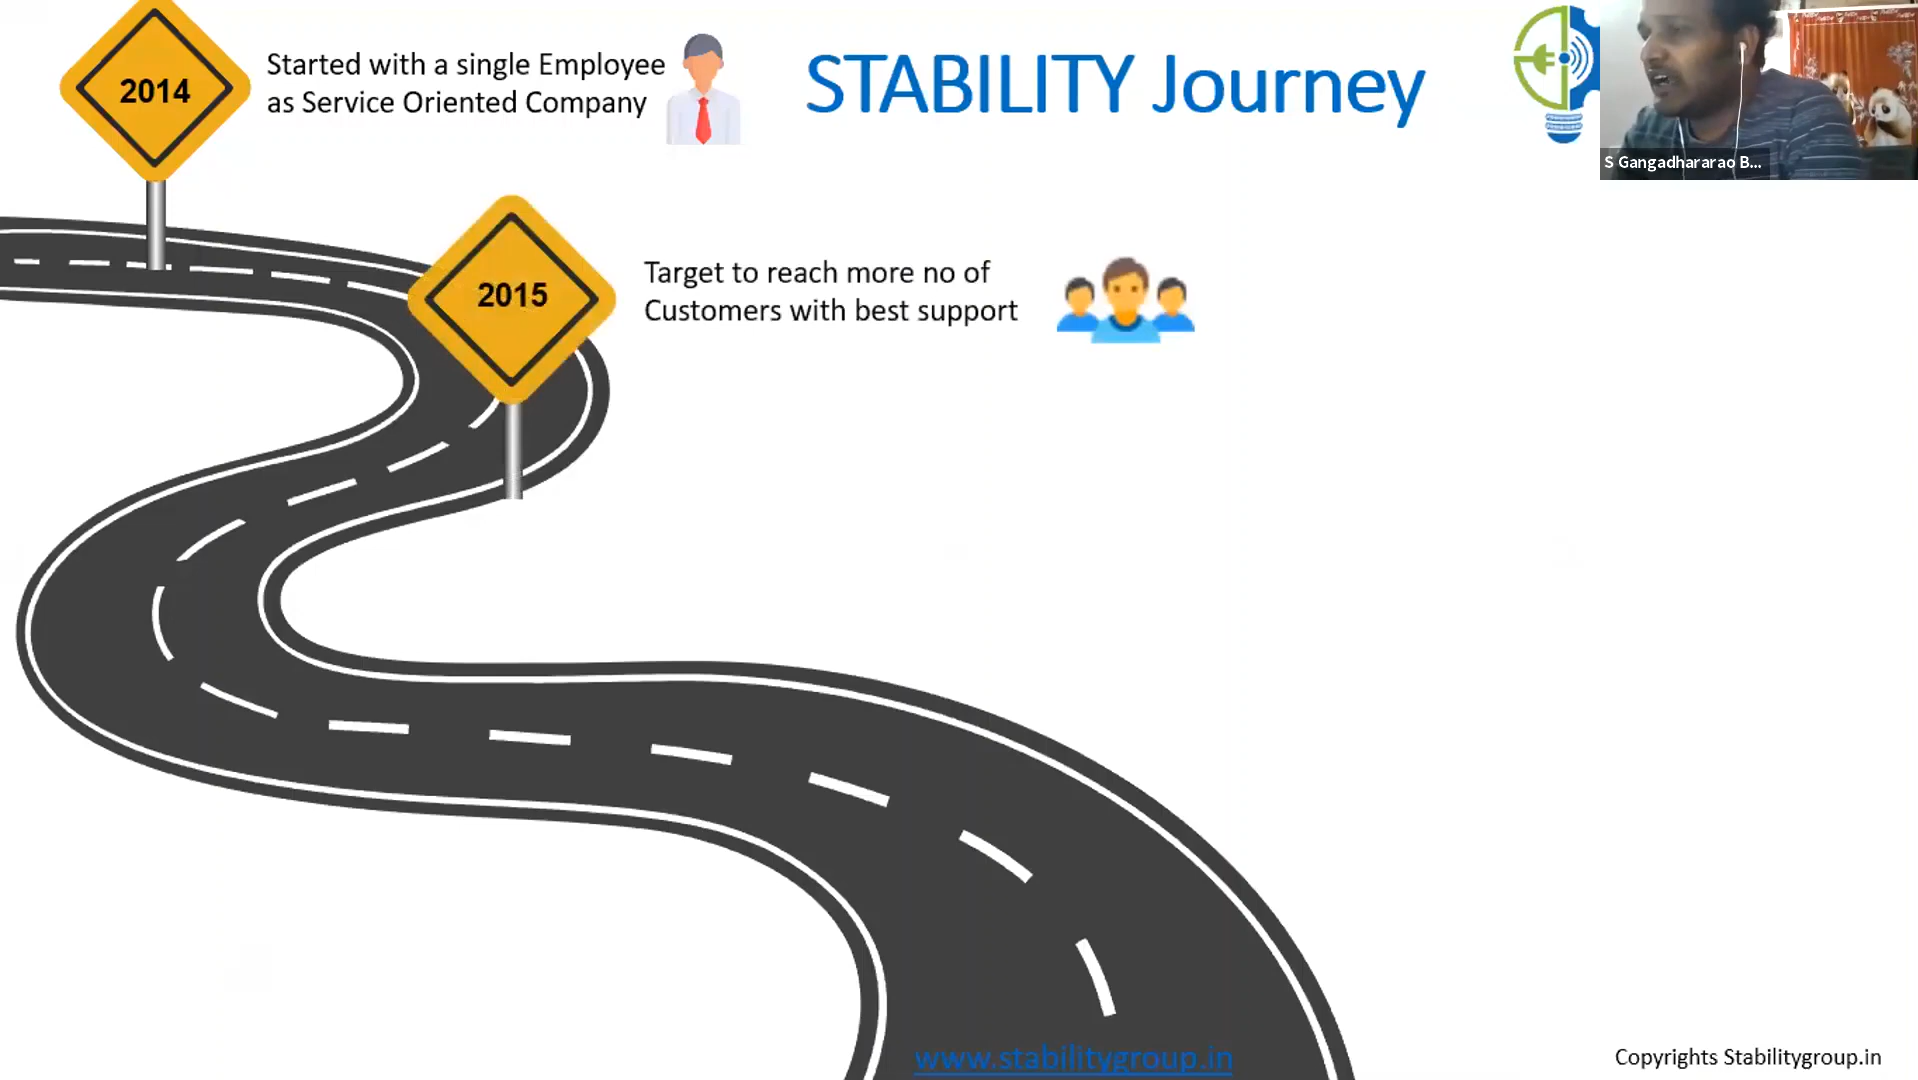 2014
Started with a single Employee
as Service Oriented Company
STABILITY Journey
S Gangadhararao B...
2015
Target to reach more no of
Customers with best support
www.stabilitygroup.in
Copyrights Stabilitygroup.in